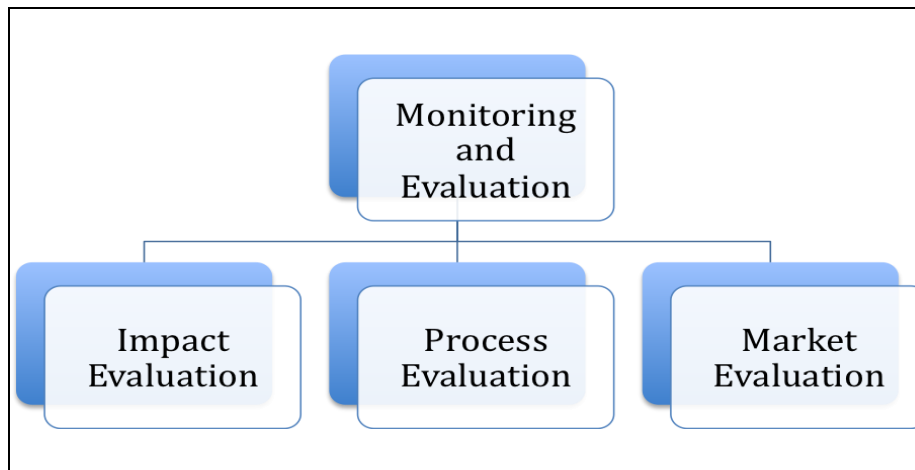 Monitoring
and
Evaluation
Impact
Evaluation
Process
Evaluation
Market
Evaluation